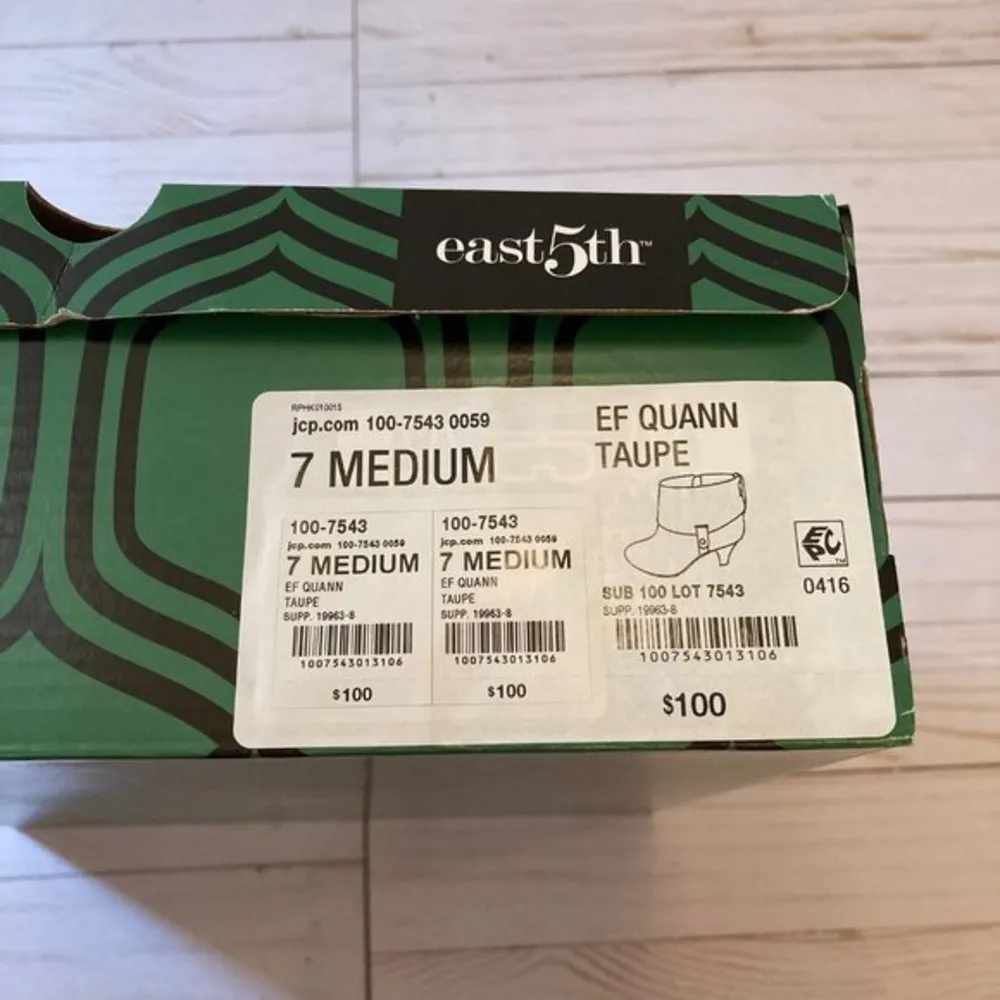 east5th™
RPHK010015
jcp.com 100-7543 0059
7 MEDIUM
EF QUANN
TAUPE
100-7543
jcp.com 100-7543 0059
7 MEDIUM
EF QUANN
TAUPE
SUPP. 19963-8
1007543013106
$100
100-7543
jcp.com 100-7543 0059
7 MEDIUM
EF QUANN
TAUPE
SUPP. 19963-8
1007543013106
$100
EPC™
0416
SUB 100 LOT 7543
SUPP. 19963-8
1007543013106
$100